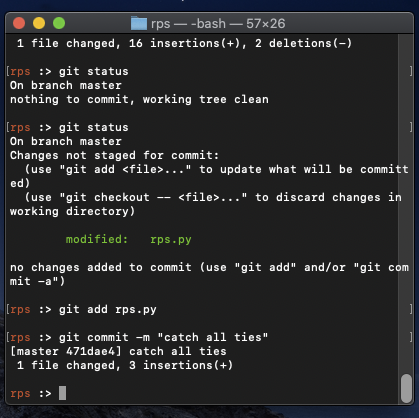 rps — -bash — 57×26
1 file changed, 16 insertions(+), 2 deletions(-)
[rps :> git status ]
On branch master
nothing to commit, working tree clean
[rps :> git status ]
On branch master
Changes not staged for commit:
(use "git add <file>..." to update what will be committ
ed)
(use "git checkout -- <file>..." to discard changes in
working directory)
modified:   rps.py
no changes added to commit (use "git add" and/or "git com
mit -a")
[rps :> git add rps.py ]
[rps :> git commit -m "catch all ties" ]
[master 471dae4] catch all ties
1 file changed, 3 insertions(+)
rps :>